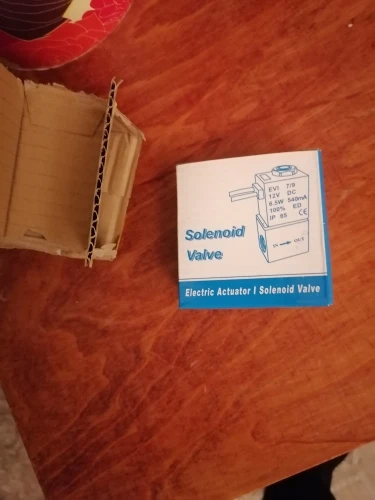 EVI 7/9
12V DC
6.5W 540mA
100% ED
IP 65 CE
IN OUT
Solenoid
Valve
Electric Actuator I Solenoid Valve